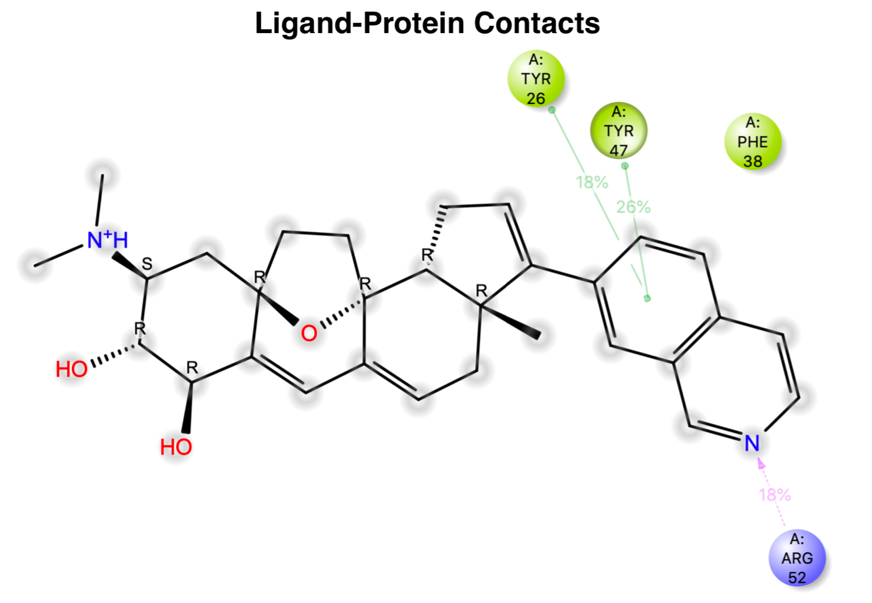 Ligand-Protein Contacts
A:
TYR
26
A:
TYR
47
A:
PHE
38
18%
26%
N+H
S
R
R
R
R
R
R
O
HO
HO
N
18%
A:
ARG
52